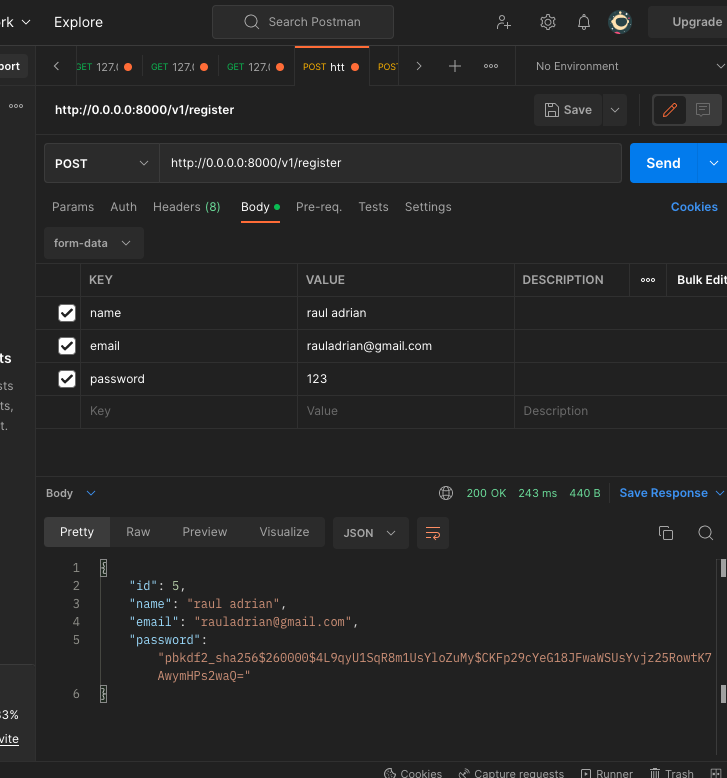 rk Explore Search Postman Upgrade
port GET 127.( GET 127.( GET 127.( POST htt POST No Environment
http://0.0.0.0:8000/v1/register Save
POST http://0.0.0.0:8000/v1/register Send
Params Auth Headers (8) Body Pre-req. Tests Settings Cookies
form-data
KEY VALUE DESCRIPTION ooo Bulk Edit
name raul adrian
email rauladrian@gmail.com
ts
password 123
sts
ts,
Key Value Description
t.
Body 200 OK 243 ms 440 B Save Response
Pretty Raw Preview Visualize JSON
1 {
2 "id": 5,
3 "name": "raul adrian",
4 "email": "rauladrian@gmail.com",
5 "password":
"pbkdf2_sha256$260000$4L9qyU1SqR8m1UsYloZuMy$CKFp29cYeG18JFwaWSUsYvjz25RowtK7
AwymHPs2waQ="
6 }
33%
vite
Cookies Capture requests Runner Trash